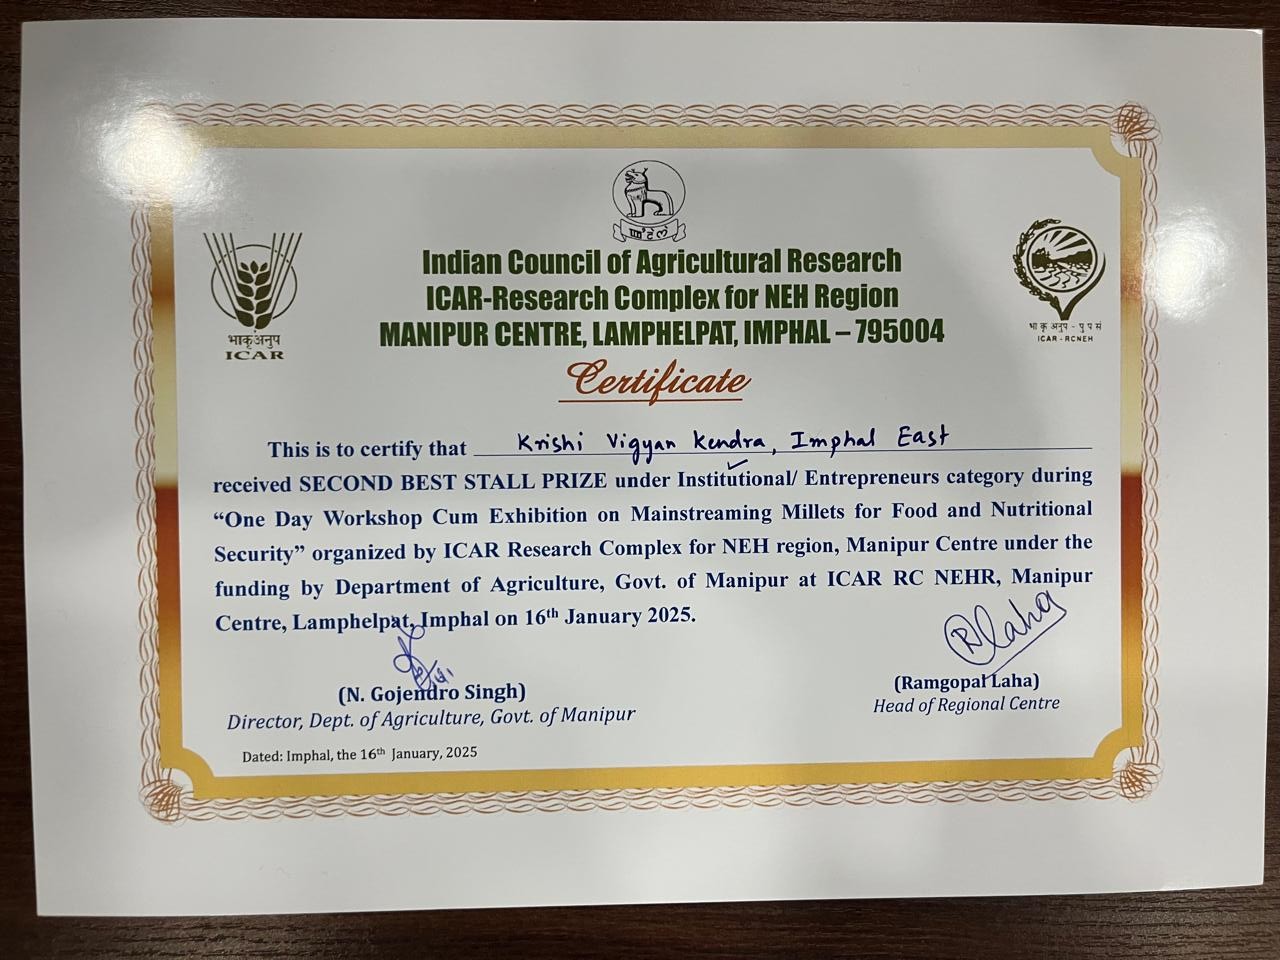 ꯀꯪꯂꯥ
Indian Council of Agricultural Research
ICAR-Research Complex for NEH Region
MANIPUR CENTRE, LAMPHELPAT, IMPHAL – 795004
भाकृअनुप
ICAR
भा कृ अनुप - पु प सं
ICAR - RCNEH
Certificate
This is to certify that Krishi Vigyan Kendra, Imphal East
received SECOND BEST STALL PRIZE under Institutional/ Entrepreneurs category during
“One Day Workshop Cum Exhibition on Mainstreaming Millets for Food and Nutritional
Security” organized by ICAR Research Complex for NEH region, Manipur Centre under the
funding by Department of Agriculture, Govt. of Manipur at ICAR RC NEHR, Manipur
Centre, Lamphelpat, Imphal on 16th January 2025.
(N. Gojendro Singh)
Director, Dept. of Agriculture, Govt. of Manipur
Rlaha
(Ramgopal Laha)
Head of Regional Centre
Dated: Imphal, the 16th January, 2025